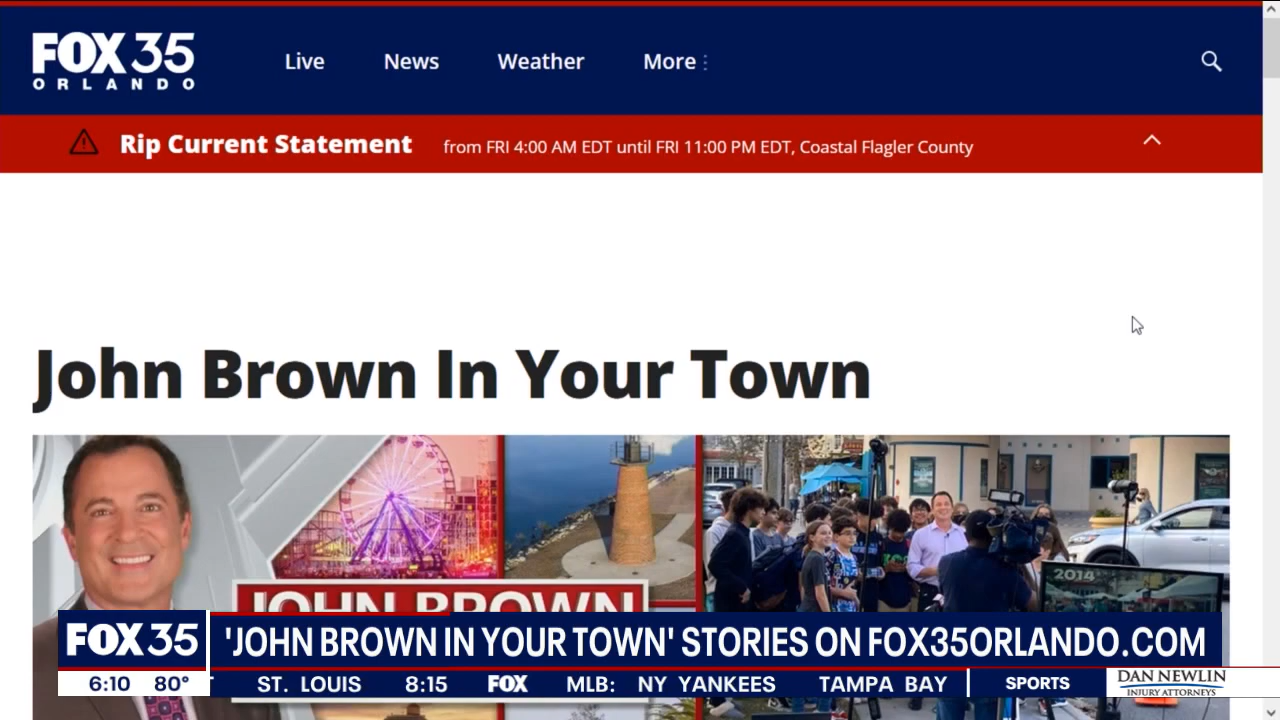 FOX 35
ORLANDO
Live
News
Weather
More
Rip Current Statement
from FRI 4:00 AM EDT until FRI 11:00 PM EDT, Coastal Flagler County
John Brown In Your Town
JOHN BROWN
2014
FOX 35
'JOHN BROWN IN YOUR TOWN' STORIES ON FOX35ORLANDO.COM
6:10 80°
ST. LOUIS 8:15 FOX MLB: NY YANKEES TAMPA BAY
SPORTS
DAN NEWLIN
INJURY ATTORNEYS